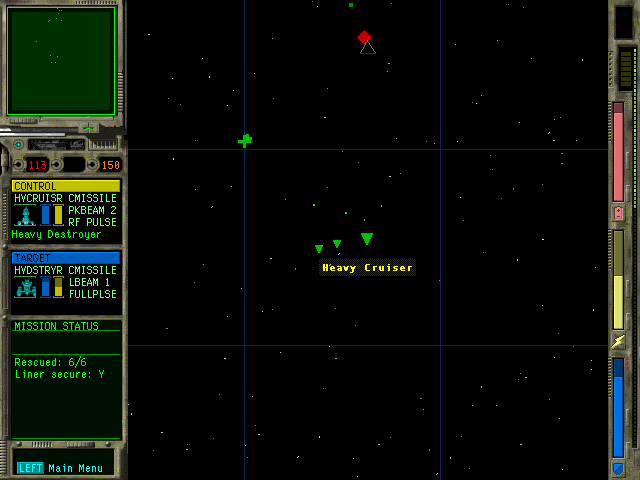 113 150
CONTROL
HVCRUISR CMISSILE
PKBEAM 2
RF PULSE
Heavy Destroyer
TARGET
HVDSTRYR CMISSILE
LBEAM 1
FULLPLSE
MISSION STATUS
Rescued: 6/6
Liner secure: Y
LEFT Main Menu
Heavy Cruiser